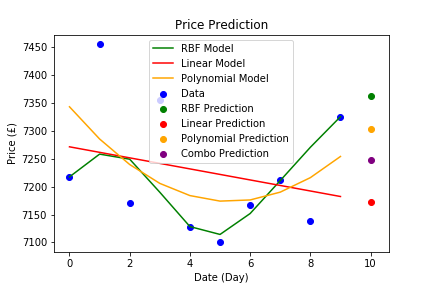 Price Prediction
Price (£)
7450
7400
7350
7300
7250
7200
7150
7100
RBF Model
Linear Model
Polynomial Model
Data
RBF Prediction
Linear Prediction
Polynomial Prediction
Combo Prediction
0 2 4 6 8 10
Date (Day)